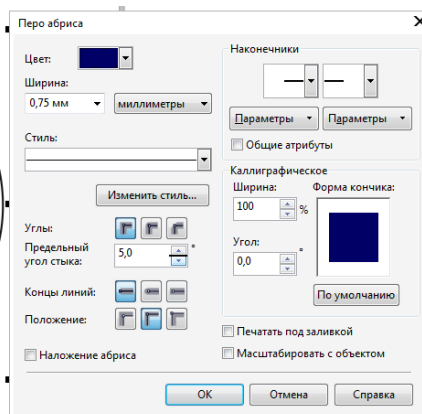 Перо абриса
Цвет:
Ширина:
0,75 мм миллиметры
Стиль:
Изменить стиль...
Углы:
Предельный
угол стыка:
5,0 °
Концы линий:
Положение:
Наложение абриса
Наконечники
Параметры Параметры
Общие атрибуты
Каллиграфическое
Ширина: Форма кончика:
100 %
Угол:
0,0 °
По умолчанию
Печатать под заливкой
Масштабировать с объектом
ОК Отмена Справка